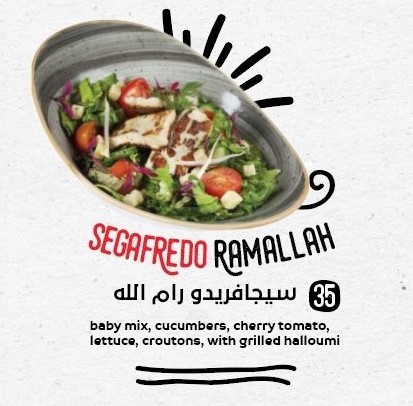 SEGAFREDO RAMALLAH
سيجافريدو رام الله 35
baby mix, cucumbers, cherry tomato,
lettuce, croutons, with grilled halloumi